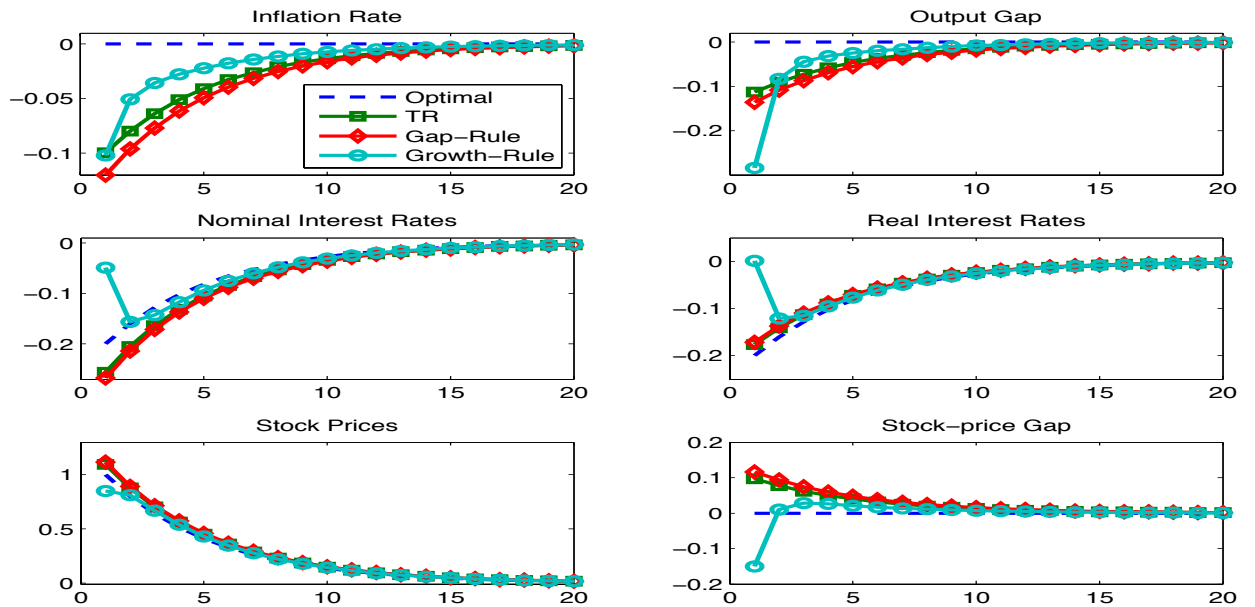 Inflation Rate
0
−0.05
−0.1
0 5 10 15 20
Optimal
TR
Gap−Rule
Growth−Rule
Output Gap
0
−0.1
−0.2
0 5 10 15 20
Nominal Interest Rates
0
−0.1
−0.2
0 5 10 15 20
Real Interest Rates
0
−0.1
−0.2
0 5 10 15 20
Stock Prices
1
0.5
0
0 5 10 15 20
Stock−price Gap
0.2
0.1
0
−0.1
0.2
0 5 10 15 20